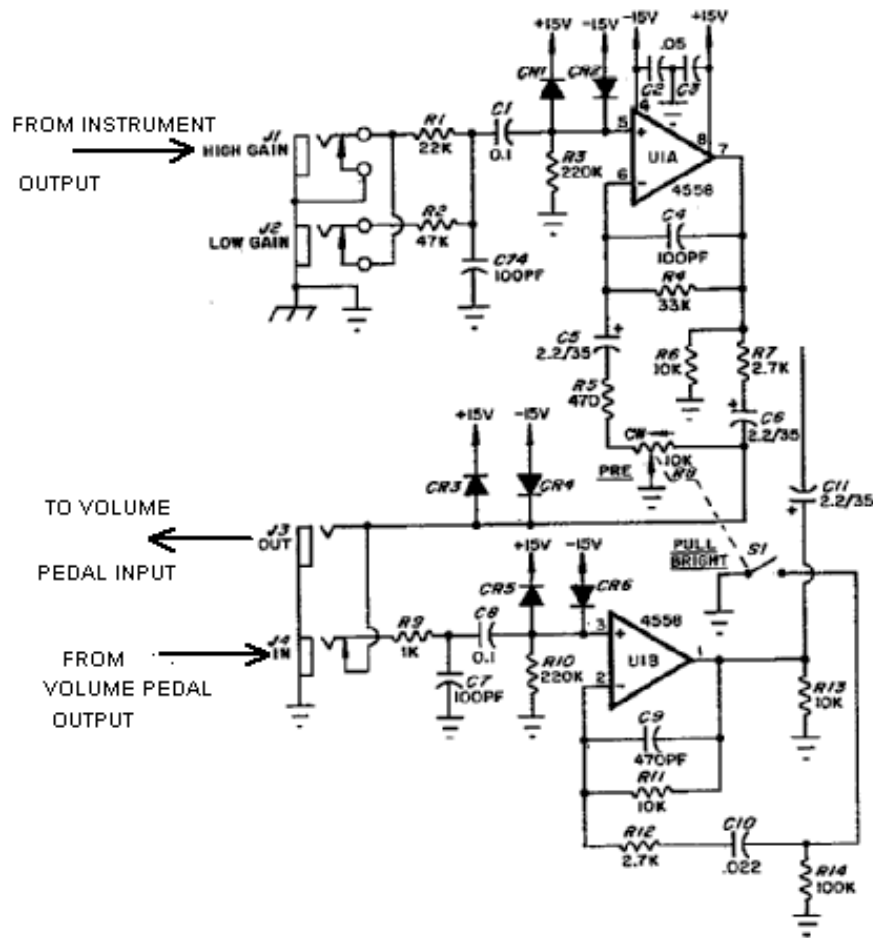 +15V
-15V
-15V
+15V
.05
C2
C3
CR1
CR2
4
FROM INSTRUMENT
OUTPUT
J1
HIGH GAIN
R1
22K
C1
0.1
5
+
R3
220K
6
-
U1A
8
7
4558
J2
LOW GAIN
R2
47K
C74
100PF
C4
100PF
R4
33K
C5
+
2.2/35
R6
10K
R7
2.7K
R5
470
+
C6
2.2/35
CW
10K
PRE
R8
+15V
-15V
CR3
CR4
C11
2.2/35
+
TO VOLUME
PEDAL INPUT
J3
OUT
+15V
-15V
PULL
BRIGHT
S1
CR5
CR6
J4
IN
FROM
VOLUME PEDAL
OUTPUT
R9
1K
C8
0.1
C7
100PF
R10
220K
3
+
4558
U1B
1
2
-
R13
10K
C9
470PF
R11
10K
R12
2.7K
C10
.022
R14
100K